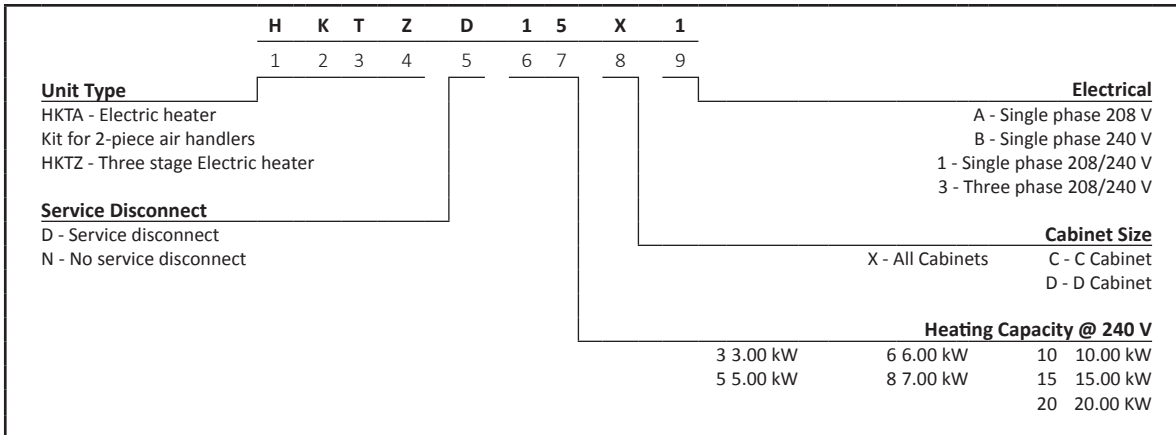 H K T Z D 1 5 X 1
1 2 3 4 5 6 7 8 9
Unit Type
HKTA - Electric heater
Kit for 2-piece air handlers
HKTZ - Three stage Electric heater
Service Disconnect
D - Service disconnect
N - No service disconnect
Electrical
A - Single phase 208 V
B - Single phase 240 V
1 - Single phase 208/240 V
3 - Three phase 208/240 V
Cabinet Size
X - All Cabinets C - C Cabinet
D - D Cabinet
Heating Capacity @ 240 V
3 3.00 kW 6 6.00 kW 10 10.00 kW
5 5.00 kW 8 7.00 kW 15 15.00 kW
20 20.00 KW